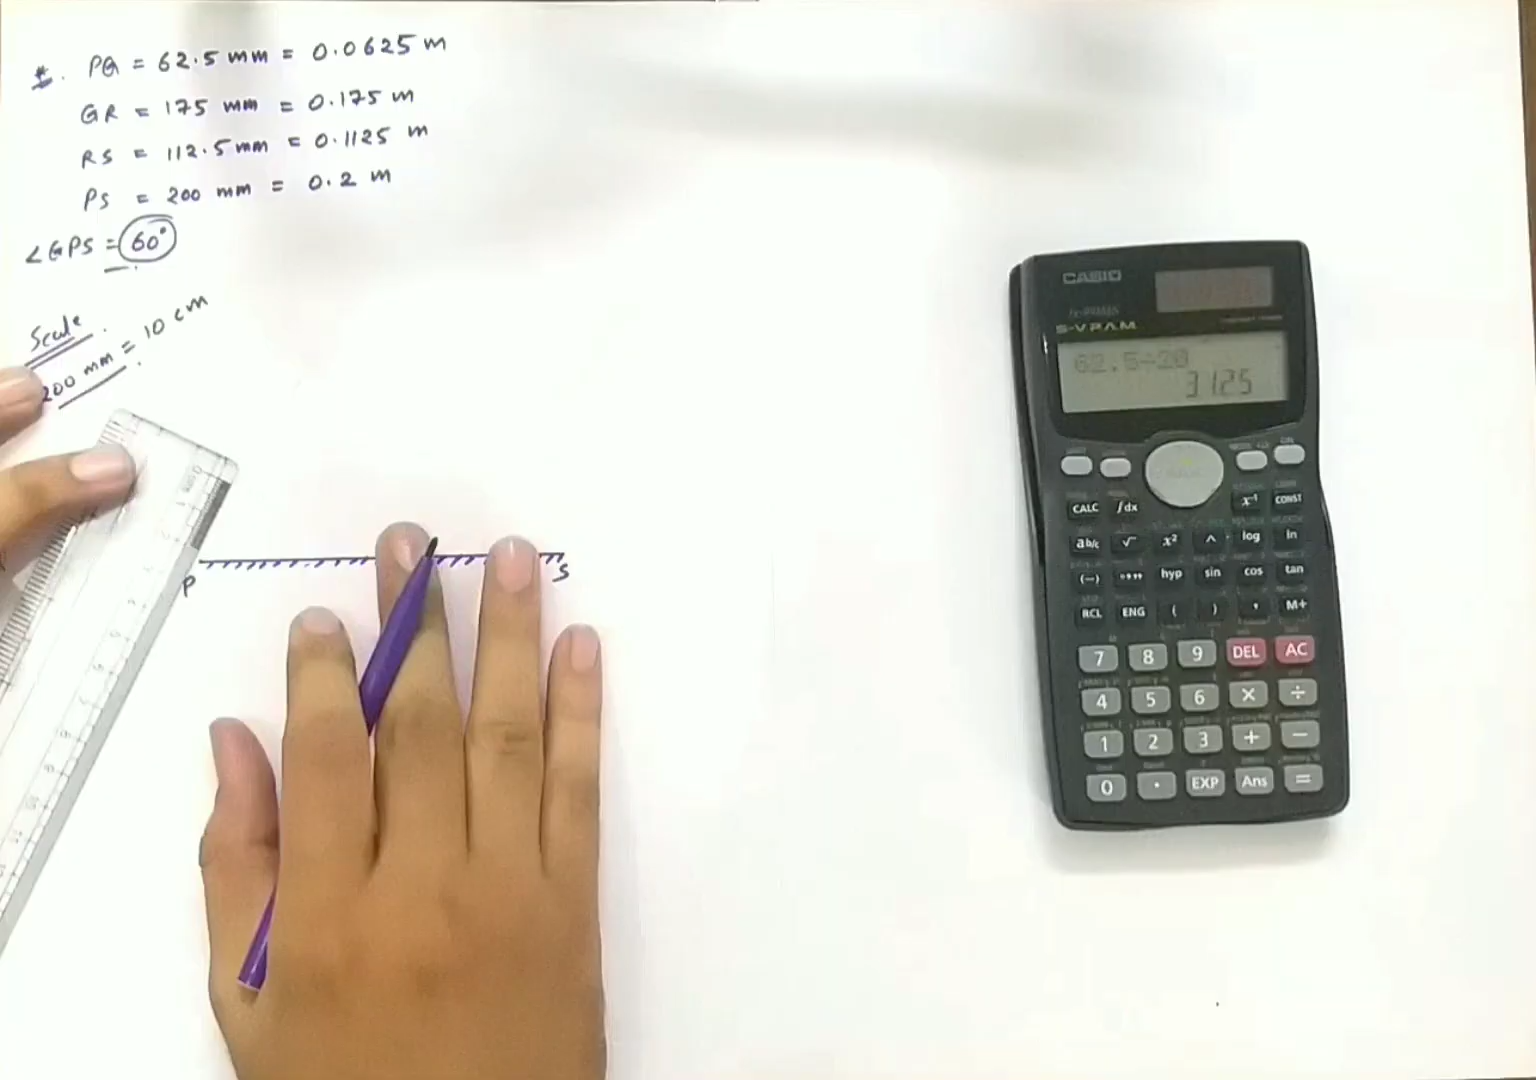 *. PQ = 62.5 mm = 0.0625 m
QR = 175 mm = 0.175 m
RS = 112.5 mm = 0.1125 m
PS = 200 mm = 0.2 m
∠QPS = 60°
Scale
200 mm = 10 cm
P
S
CASIO
S-V.P.A.M.
62.5÷20
3.125
CALC ∫dx x⁻¹ CONST
ab/c √ x² ^ log ln
(−) °’” hyp sin cos tan
RCL ENG ( ) , M+
7 8 9 DEL AC
4 5 6 × ÷
1 2 3 + −
0 . EXP Ans =